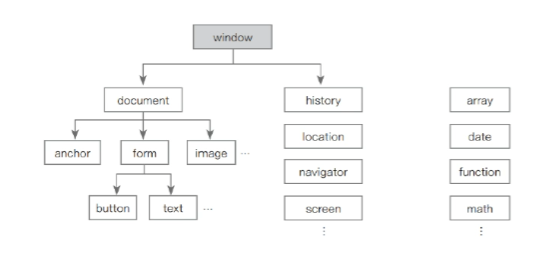 window
document
history
array
location
date
anchor
form
image
...
navigator
function
button
text
...
screen
math
⋮
⋮